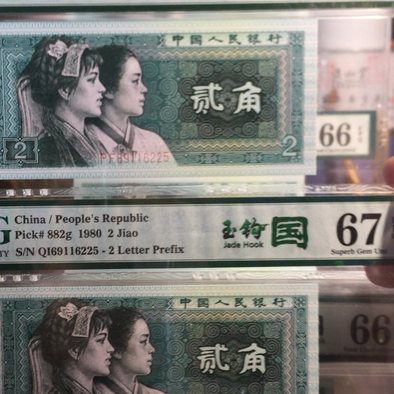 中国人民银行
贰角
2 2
66
China / People's Republic
Pick# 882g 1980 2 Jiao
S/N QI69116225 - 2 Letter Prefix
玉钩国
Jade Hook
67
Superb Gem Unc
中国人民银行
贰角
66